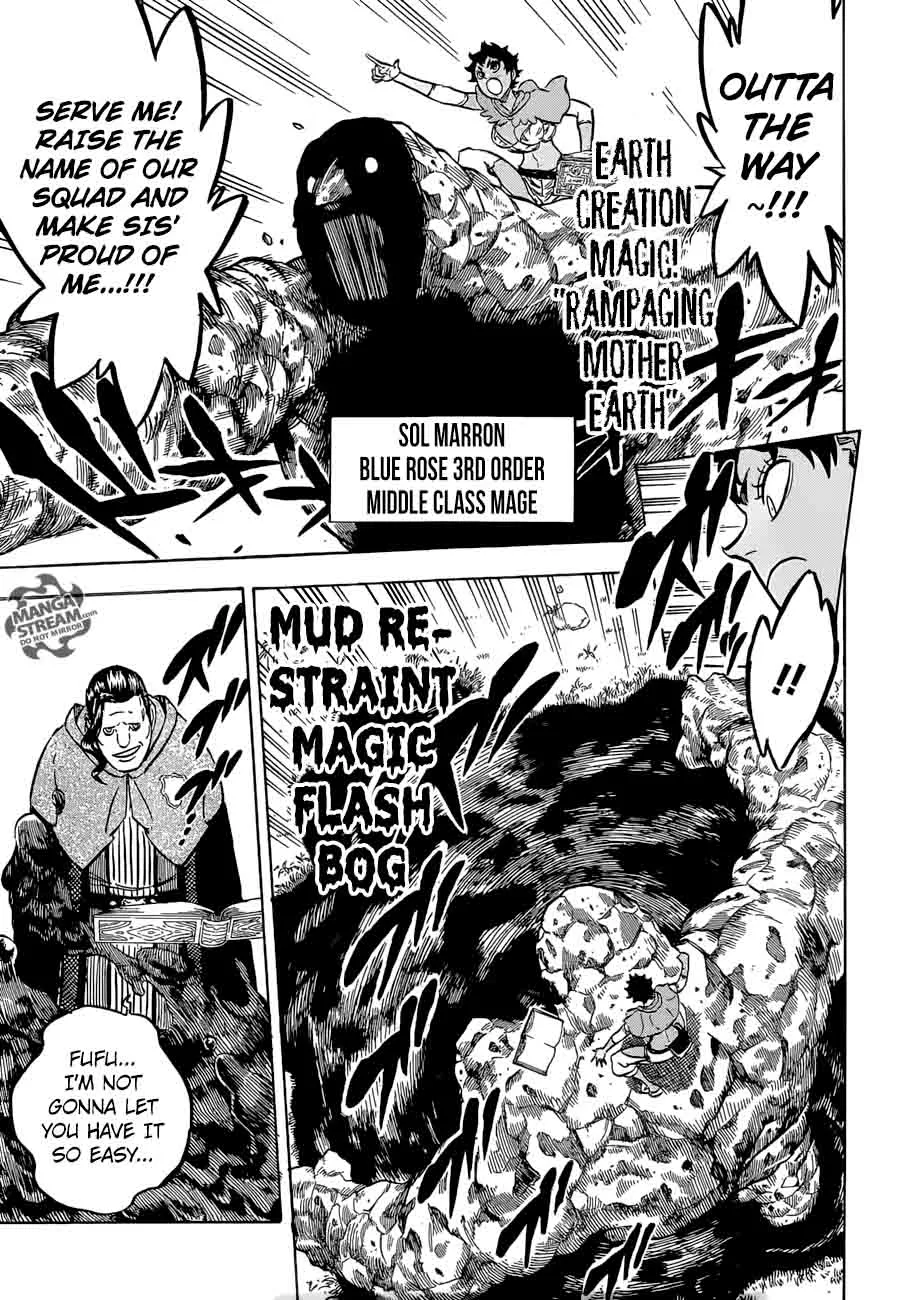 OUTTA
THE
WAY
~!!!
EARTH
CREATION
MAGIC!
"RAMPAGING
MOTHER
EARTH"
SERVE ME!
RAISE THE
NAME OF OUR
SQUAD AND
MAKE SIS'
PROUD OF
ME...!!!
SOL MARRON
BLUE ROSE 3RD ORDER
MIDDLE CLASS MAGE
!!
MUD RE-
STRAINT
MAGIC
FLASH
BOG
MANGA
STREAM.com
DO NOT MIRROR!
FUFU...
I'M NOT
GONNA LET
YOU HAVE IT
SO EASY...